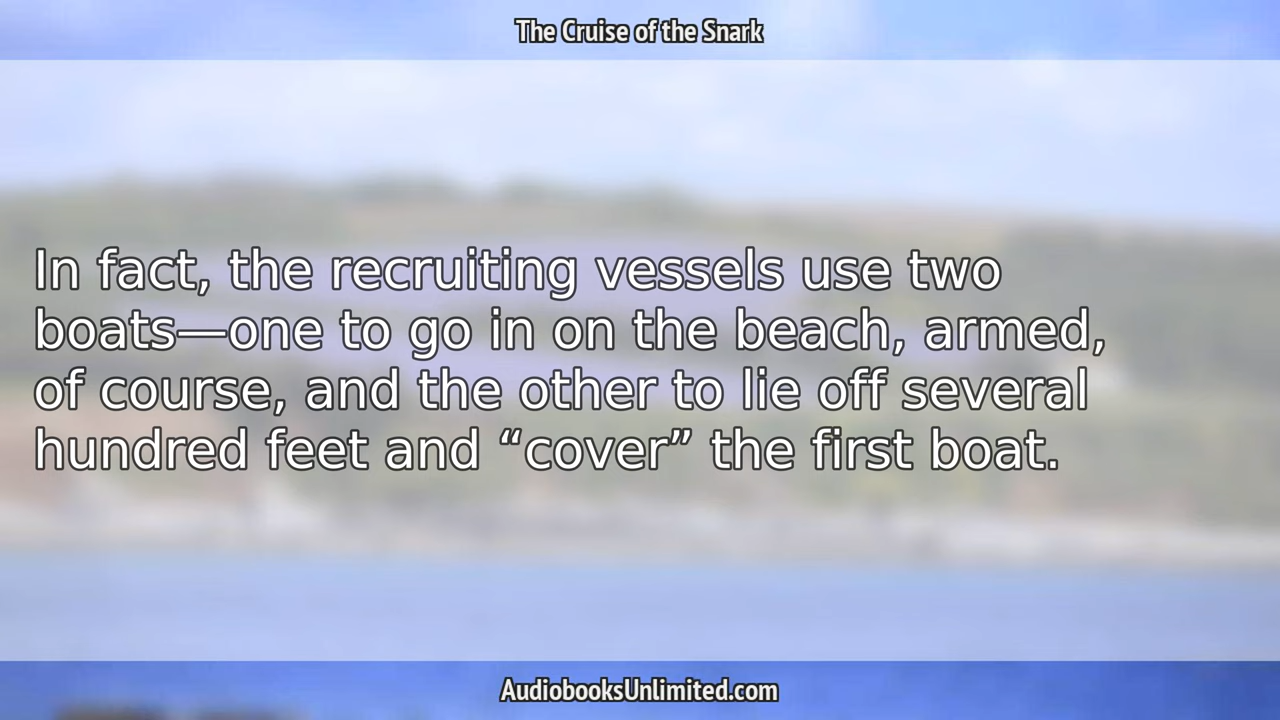 The Cruise of the Snark
In fact, the recruiting vessels use two
boats—one to go in on the beach, armed,
of course, and the other to lie off several
hundred feet and “cover” the first boat.
AudiobooksUnlimited.com